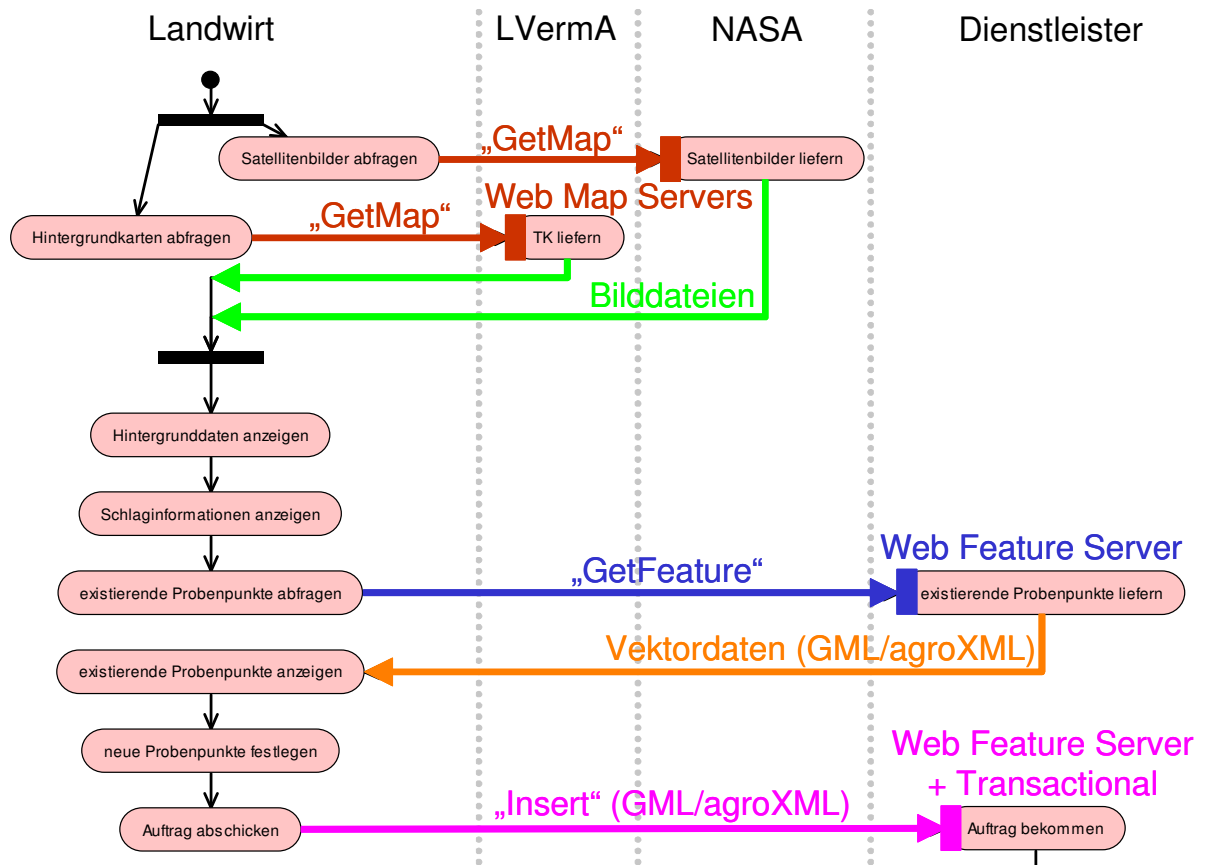 Landwirt
LVermA
NASA
Dienstleister
Satellitenbilder abfragen
„GetMap“
Satellitenbilder liefern
Web Map Servers
Hintergrundkarten abfragen
„GetMap“
TK liefern
Bilddateien
Hintergrunddaten anzeigen
Schlaginformationen anzeigen
Web Feature Server
existierende Probenpunkte abfragen
„GetFeature“
existierende Probenpunkte liefern
Vektordaten (GML/agroXML)
existierende Probenpunkte anzeigen
neue Probenpunkte festlegen
Web Feature Server
+ Transactional
Auftrag abschicken
„Insert“ (GML/agroXML)
Auftrag bekommen